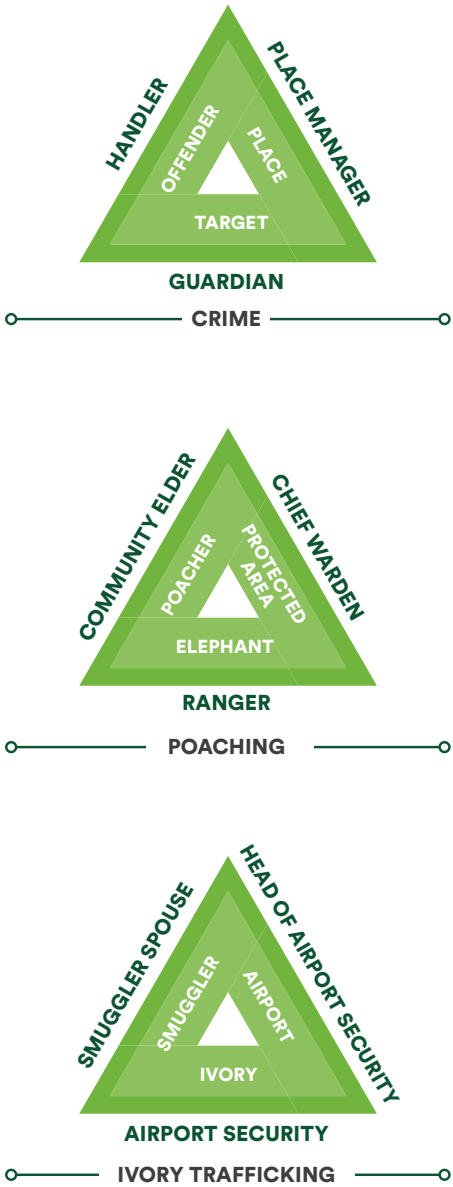 HANDLER
PLACE MANAGER
OFFENDER
PLACE
TARGET
GUARDIAN
CRIME
COMMUNITY ELDER
CHIEF WARDEN
POACHER
PROTECTED
AREA
ELEPHANT
RANGER
POACHING
SMUGGLER SPOUSE
HEAD OF AIRPORT SECURITY
SMUGGLER
AIRPORT
IVORY
AIRPORT SECURITY
IVORY TRAFFICKING